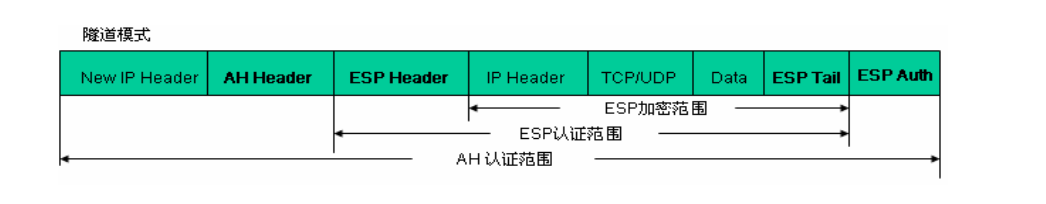 隧道模式
New IP Header AH Header ESP Header IP Header TCP/UDP Data ESP Tail ESP Auth
ESP加密范围
ESP认证范围
AH 认证范围